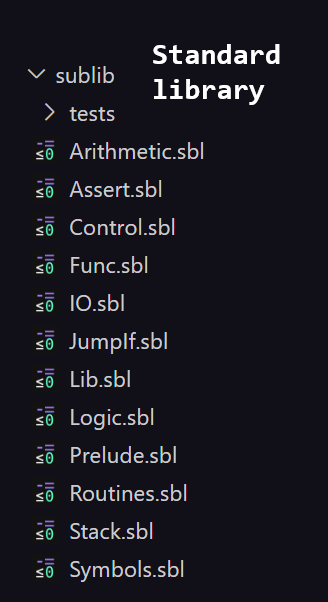 Standard
library
sublib
tests
Arithmetic.sbl
Assert.sbl
Control.sbl
Func.sbl
IO.sbl
JumpIf.sbl
Lib.sbl
Logic.sbl
Prelude.sbl
Routines.sbl
Stack.sbl
Symbols.sbl